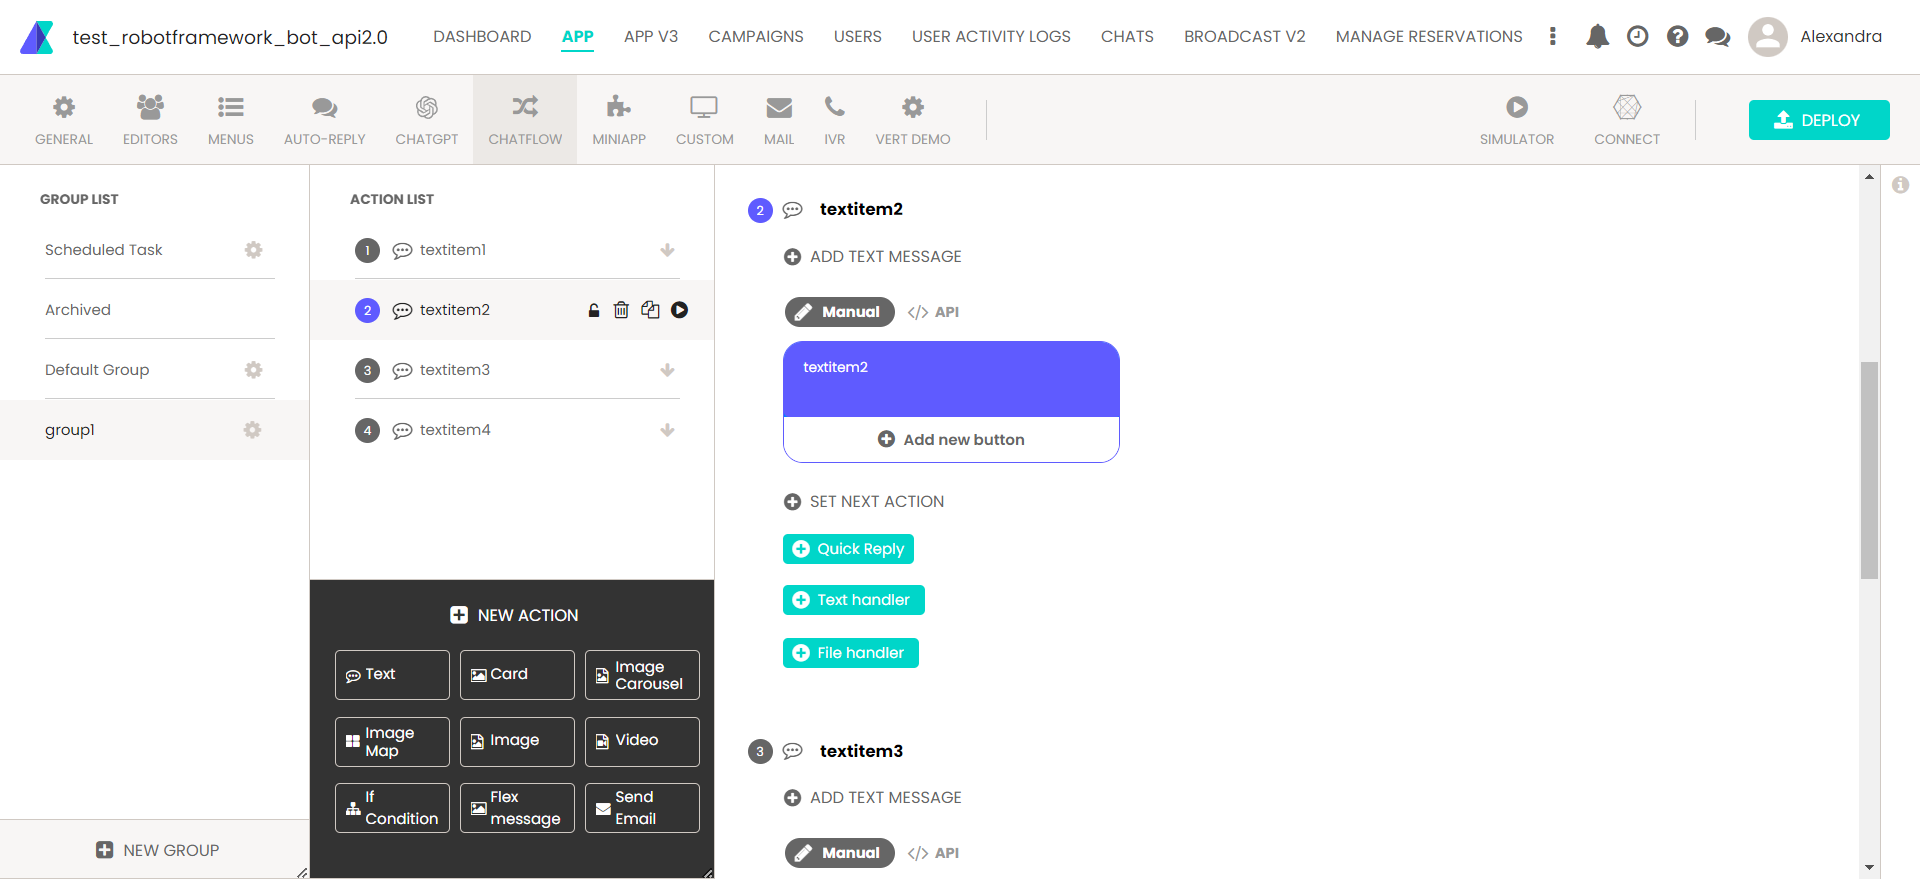 test_robotframework_bot_api2.0
DASHBOARD
APP
APP V3
CAMPAIGNS
USERS
USER ACTIVITY LOGS
CHATS
BROADCAST V2
MANAGE RESERVATIONS
Alexandra
GENERAL
EDITORS
MENUS
AUTO-REPLY
CHATGPT
CHATFLOW
MINIAPP
CUSTOM
MAIL
IVR
VERT DEMO
SIMULATOR
CONNECT
DEPLOY
GROUP LIST
Scheduled Task
Archived
Default Group
group1
NEW GROUP
ACTION LIST
1 textitem1
2 textitem2
3 textitem3
4 textitem4
NEW ACTION
Text
Card
Image
Carousel
Image
Map
Image
Video
If
Condition
Flex
message
Send
Email
2 textitem2
ADD TEXT MESSAGE
Manual
</> API
textitem2
Add new button
SET NEXT ACTION
Quick Reply
Text handler
File handler
3 textitem3
ADD TEXT MESSAGE
Manual
</> API